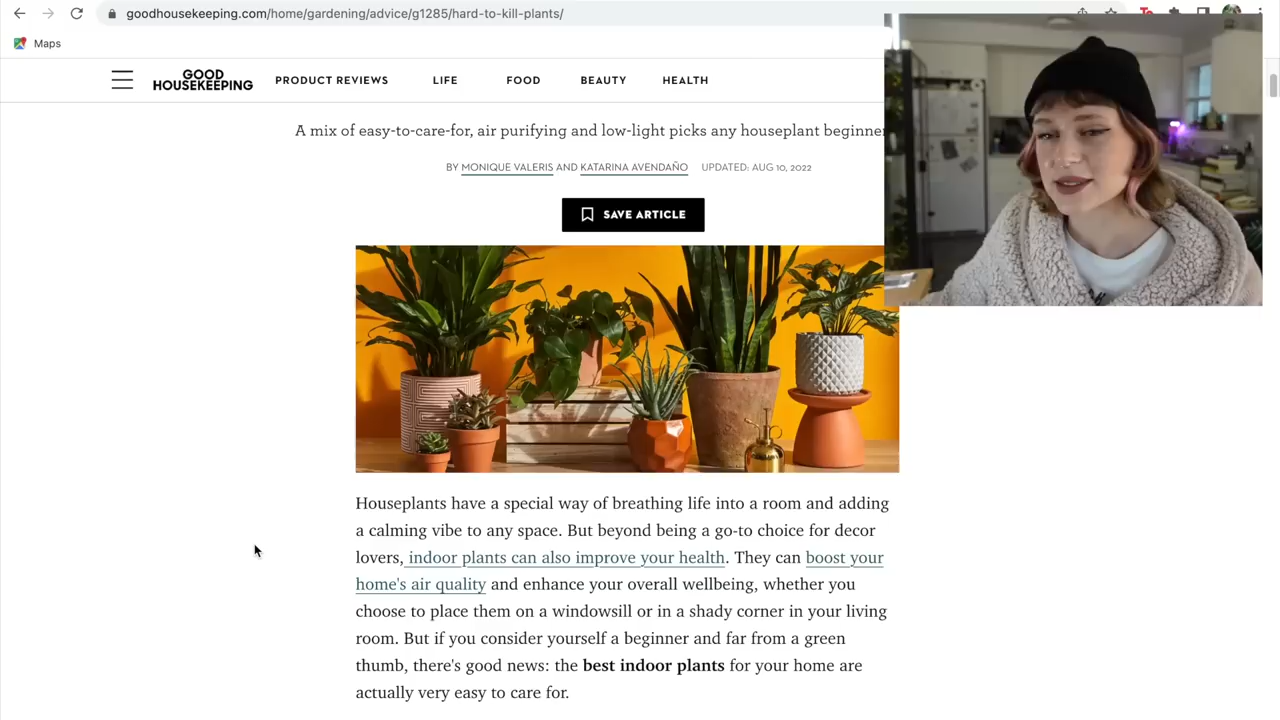 goodhousekeeping.com/home/gardening/advice/g1285/hard-to-kill-plants/
Maps
GOOD
HOUSEKEEPING
PRODUCT REVIEWS
LIFE
FOOD
BEAUTY
HEALTH
A mix of easy-to-care-for, air purifying and low-light picks any houseplant beginner
BY MONIQUE VALERIS AND KATARINA AVENDAÑO UPDATED: AUG 10, 2022
SAVE ARTICLE
Houseplants have a special way of breathing life into a room and adding
a calming vibe to any space. But beyond being a go-to choice for decor
lovers, indoor plants can also improve your health. They can boost your
home's air quality and enhance your overall wellbeing, whether you
choose to place them on a windowsill or in a shady corner in your living
room. But if you consider yourself a beginner and far from a green
thumb, there's good news: the best indoor plants for your home are
actually very easy to care for.